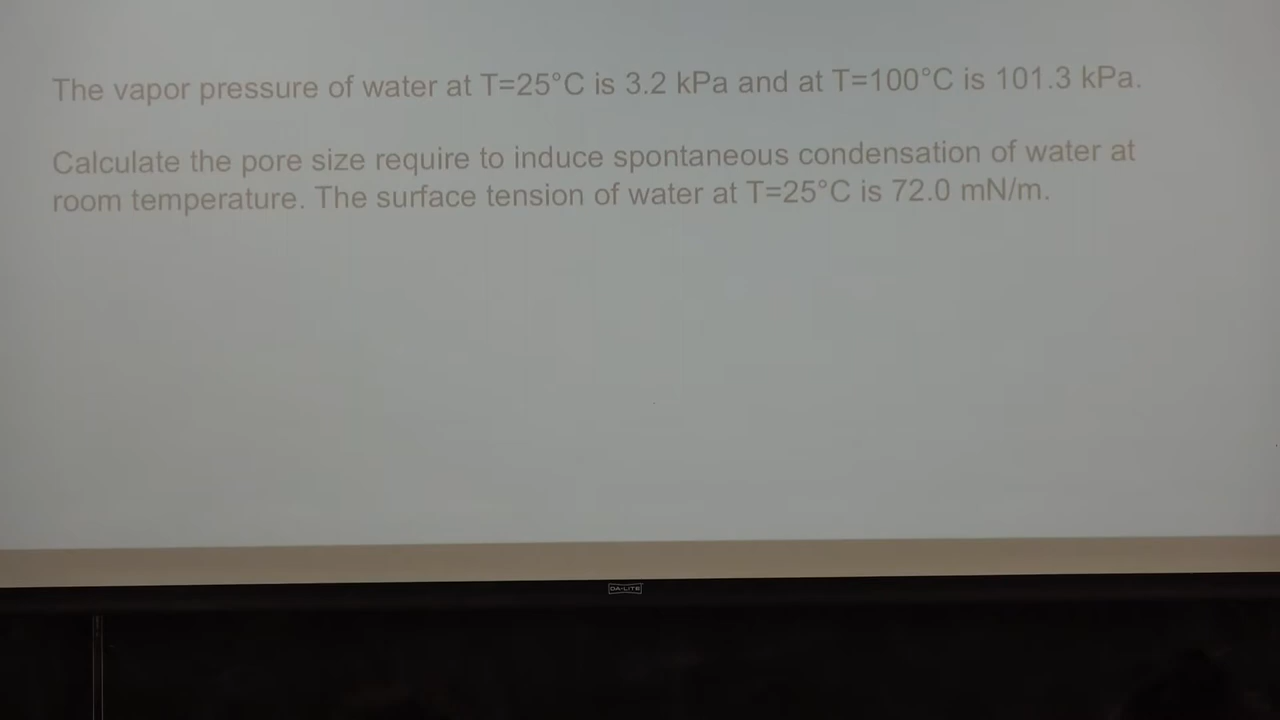 The vapor pressure of water at T=25°C is 3.2 kPa and at T=100°C is 101.3 kPa.
Calculate the pore size require to induce spontaneous condensation of water at
room temperature. The surface tension of water at T=25°C is 72.0 mN/m.
DA-LITE